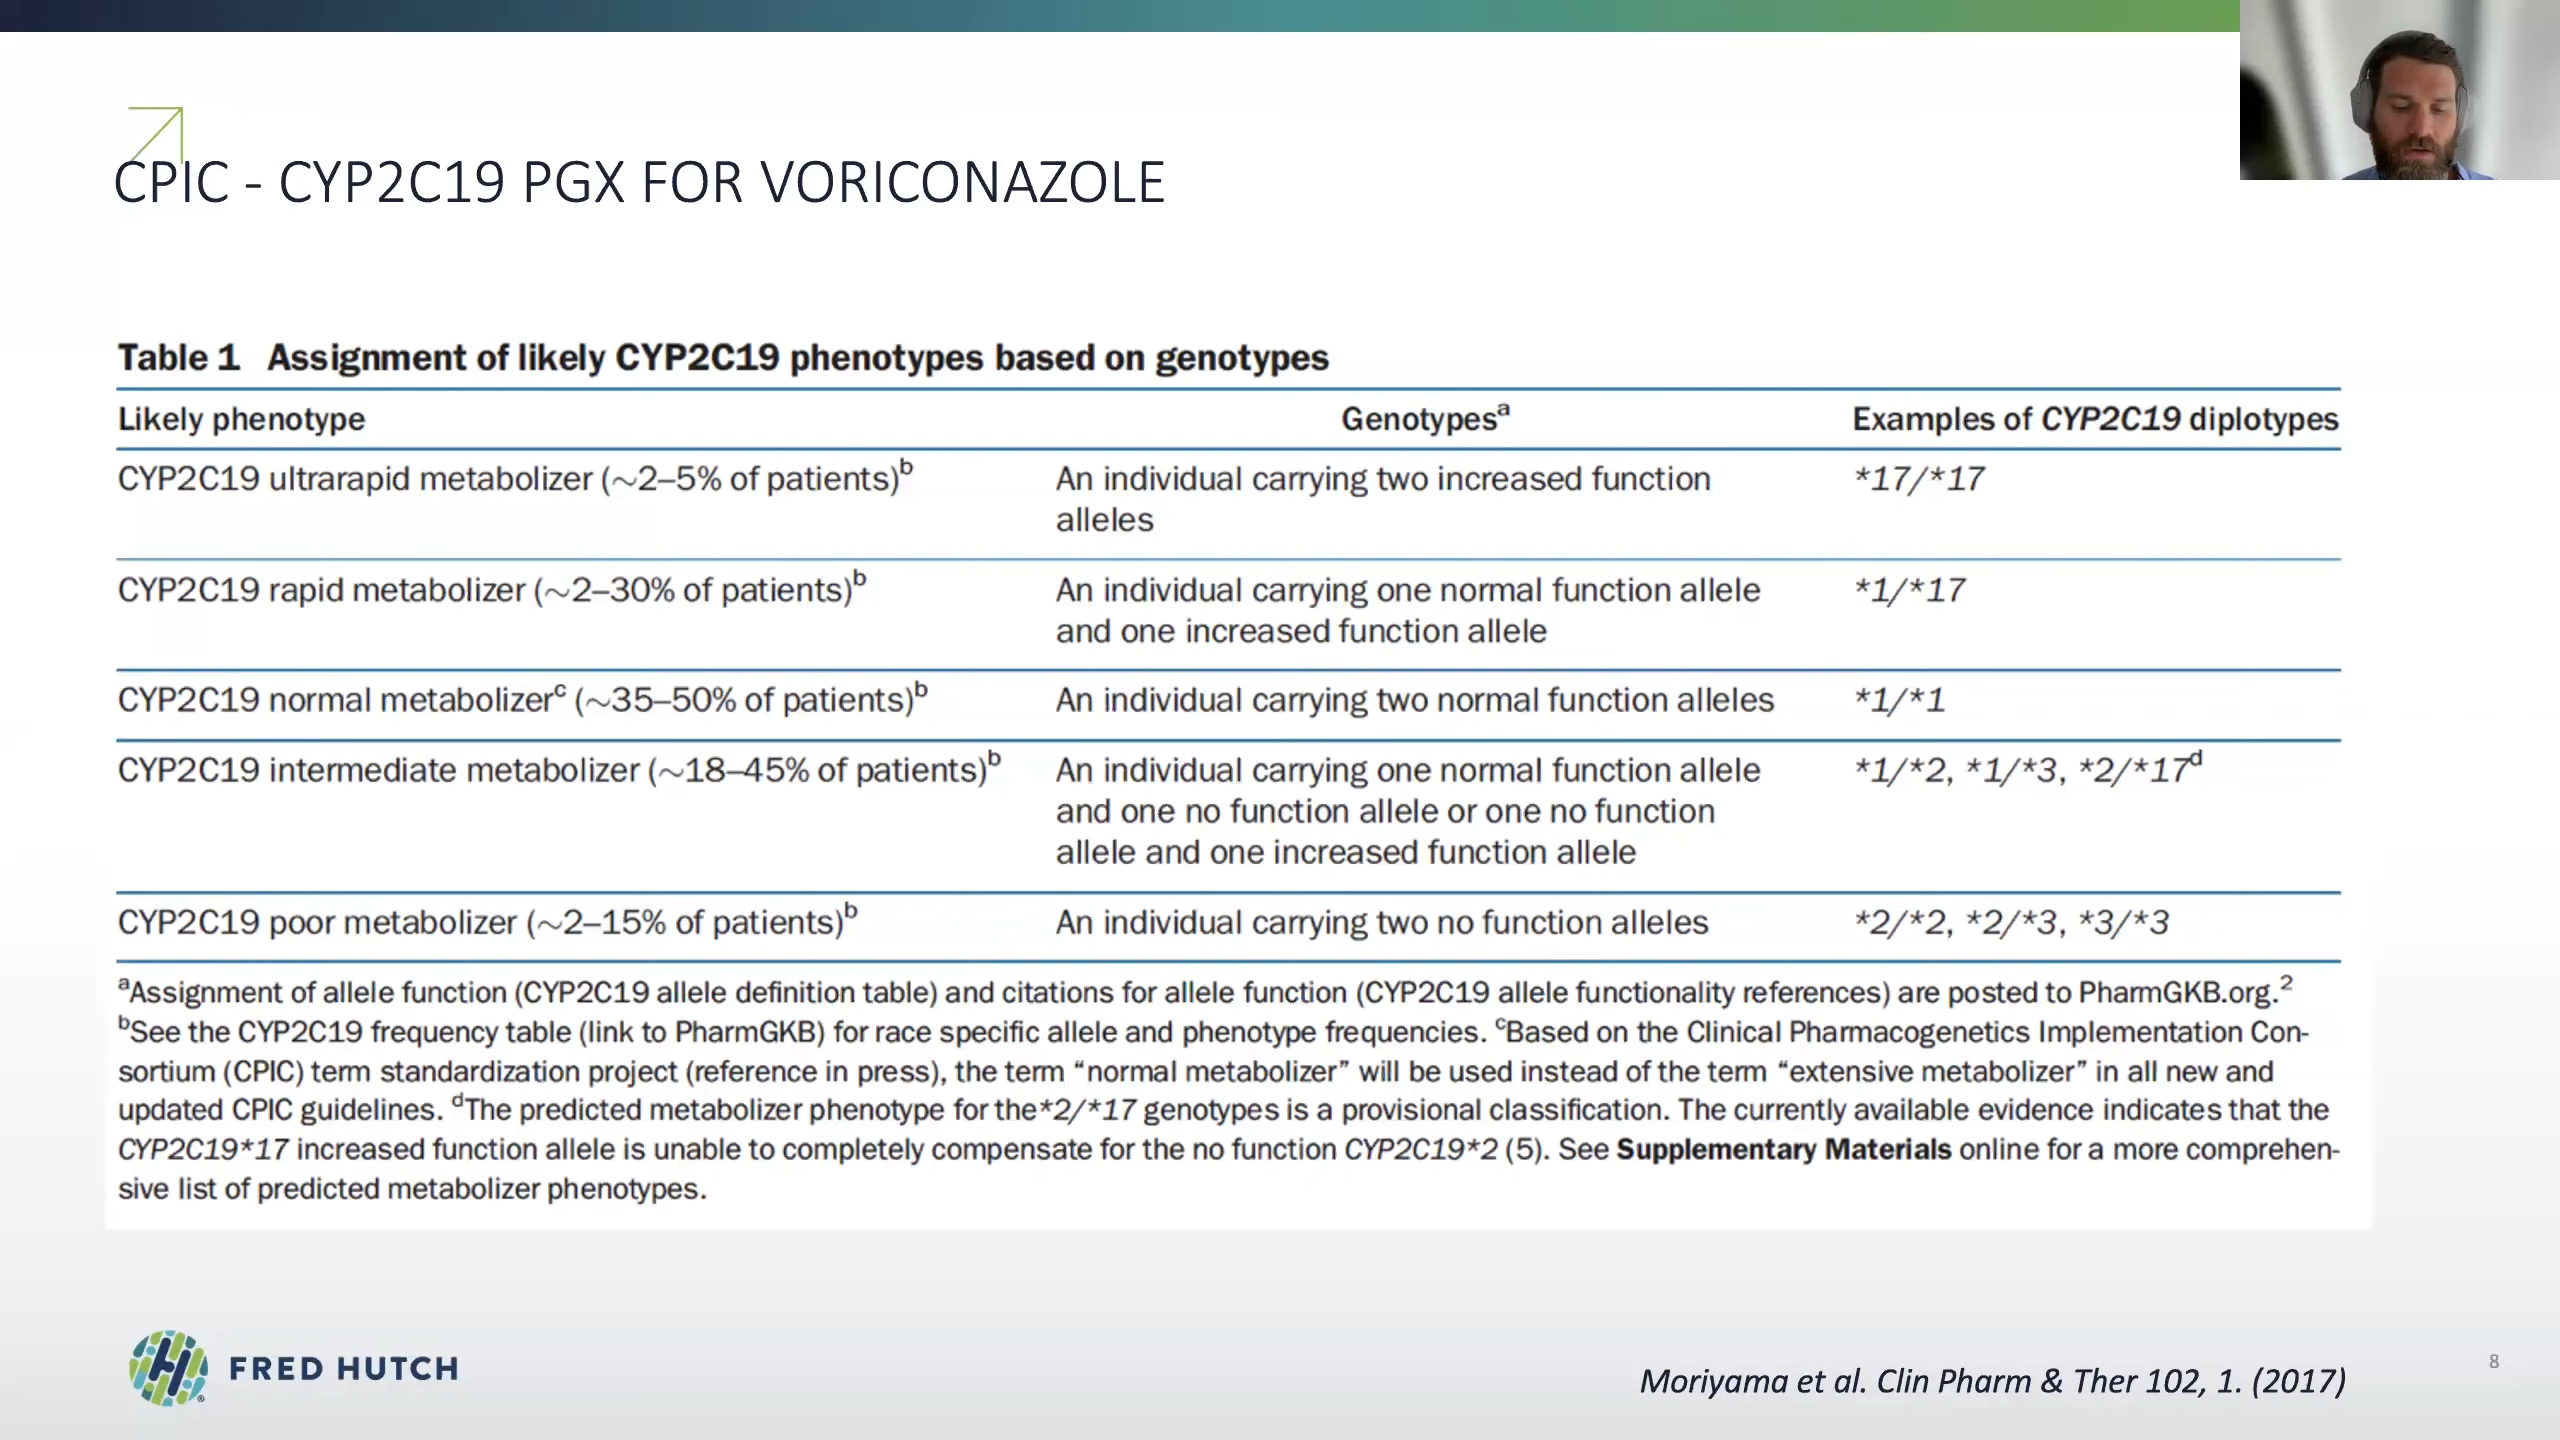 CPIC - CYP2C19 PGX FOR VORICONAZOLE
Table 1 Assignment of likely CYP2C19 phenotypes based on genotypes
Likely phenotype Genotypesᵃ Examples of CYP2C19 diplotypes
CYP2C19 ultrarapid metabolizer (~2–5% of patients)ᵇ An individual carrying two increased function *17/*17
alleles
CYP2C19 rapid metabolizer (~2–30% of patients)ᵇ An individual carrying one normal function allele *1/*17
and one increased function allele
CYP2C19 normal metabolizerᶜ (~35–50% of patients)ᵇ An individual carrying two normal function alleles *1/*1
CYP2C19 intermediate metabolizer (~18–45% of patients)ᵇ An individual carrying one normal function allele *1/*2, *1/*3, *2/*17ᵈ
and one no function allele or one no function
allele and one increased function allele
CYP2C19 poor metabolizer (~2–15% of patients)ᵇ An individual carrying two no function alleles *2/*2, *2/*3, *3/*3
ᵃAssignment of allele function (CYP2C19 allele definition table) and citations for allele function (CYP2C19 allele functionality references) are posted to PharmGKB.org.²
ᵇSee the CYP2C19 frequency table (link to PharmGKB) for race specific allele and phenotype frequencies. ᶜBased on the Clinical Pharmacogenetics Implementation Con-
sortium (CPIC) term standardization project (reference in press), the term “normal metabolizer” will be used instead of the term “extensive metabolizer” in all new and
updated CPIC guidelines. ᵈThe predicted metabolizer phenotype for the*2/*17 genotypes is a provisional classification. The currently available evidence indicates that the
CYP2C19*17 increased function allele is unable to completely compensate for the no function CYP2C19*2 (5). See Supplementary Materials online for a more comprehen-
sive list of predicted metabolizer phenotypes.
FRED HUTCH
®
Moriyama et al. Clin Pharm & Ther 102, 1. (2017)
8